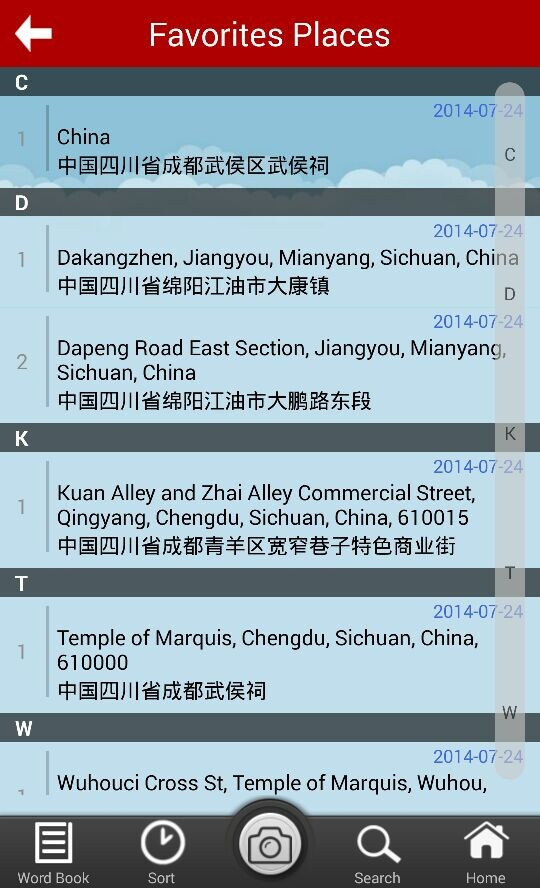 Favorites Places
C
2014-07-24
1
China
中国四川省成都武侯区武侯祠
C
D
2014-07-24
1
Dakangzhen, Jiangyou, Mianyang, Sichuan, China
中国四川省绵阳江油市大康镇
D
2014-07-24
2
Dapeng Road East Section, Jiangyou, Mianyang,
Sichuan, China
中国四川省绵阳江油市大鹏路东段
K
K
2014-07-24
1
Kuan Alley and Zhai Alley Commercial Street,
Qingyang, Chengdu, Sichuan, China, 610015
中国四川省成都青羊区宽窄巷子特色商业街
T
T
2014-07-24
1
Temple of Marquis, Chengdu, Sichuan, China,
610000
中国四川省成都武侯祠
W
W
2014-07-24
Wuhouci Cross St, Temple of Marquis, Wuhou,
Word Book
Sort
Search
Home